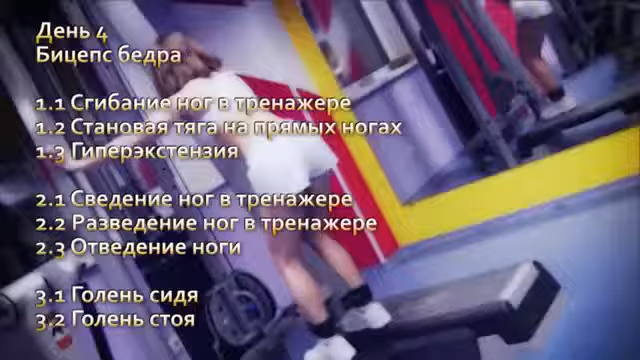 День 4
Бицепс бедра
1.1 Сгибание ног в тренажере
1.2 Становая тяга на прямых ногах
1.3 Гиперэкстензия
2.1 Сведение ног в тренажере
2.2 Разведение ног в тренажере
2.3 Отведение ноги
3.1 Голень сидя
3.2 Голень стоя